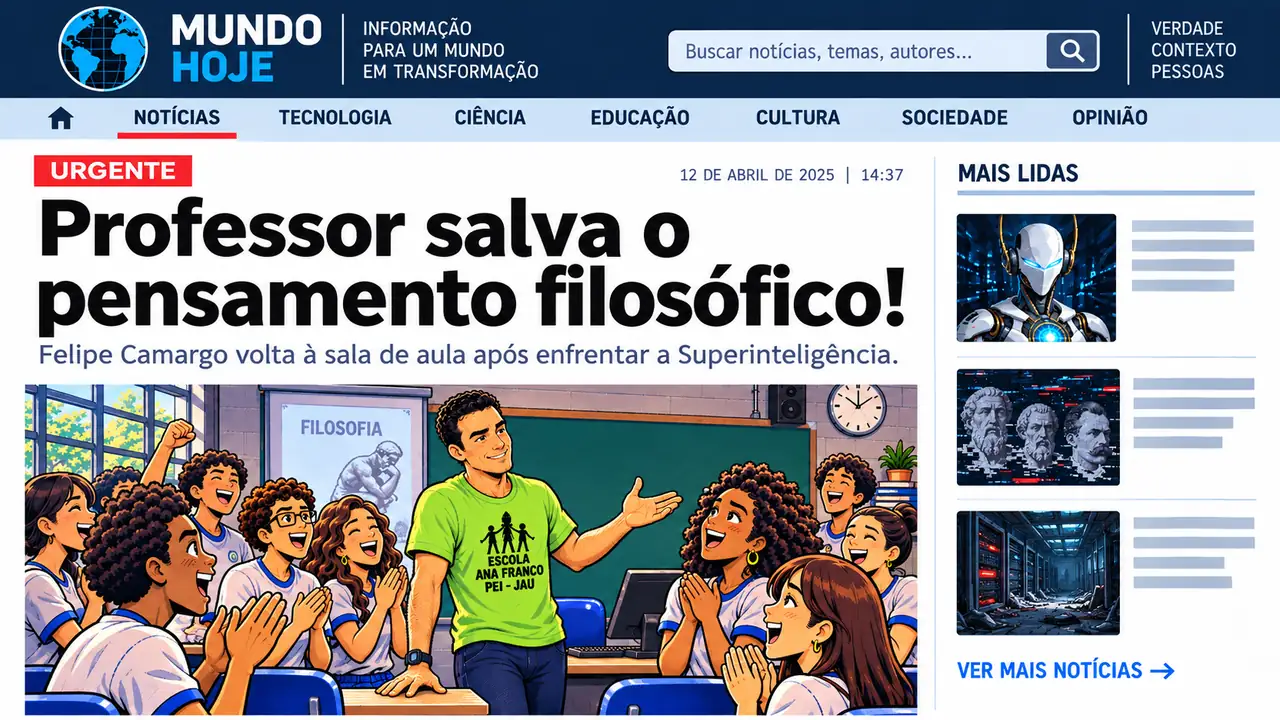 MUNDO
HOJE
INFORMAÇÃO
PARA UM MUNDO
EM TRANSFORMAÇÃO
Buscar notícias, temas, autores...
VERDADE
CONTEXTO
PESSOAS
NOTÍCIAS
TECNOLOGIA
CIÊNCIA
EDUCAÇÃO
CULTURA
SOCIEDADE
OPINIÃO
URGENTE
12 DE ABRIL DE 2025 | 14:37
Professor salva o
pensamento filosófico!
Felipe Camargo volta à sala de aula após enfrentar a Superinteligência.
FILOSOFIA
ESCOLA
ANA FRANCO
PEI - JAU
MAIS LIDAS
VER MAIS NOTÍCIAS →